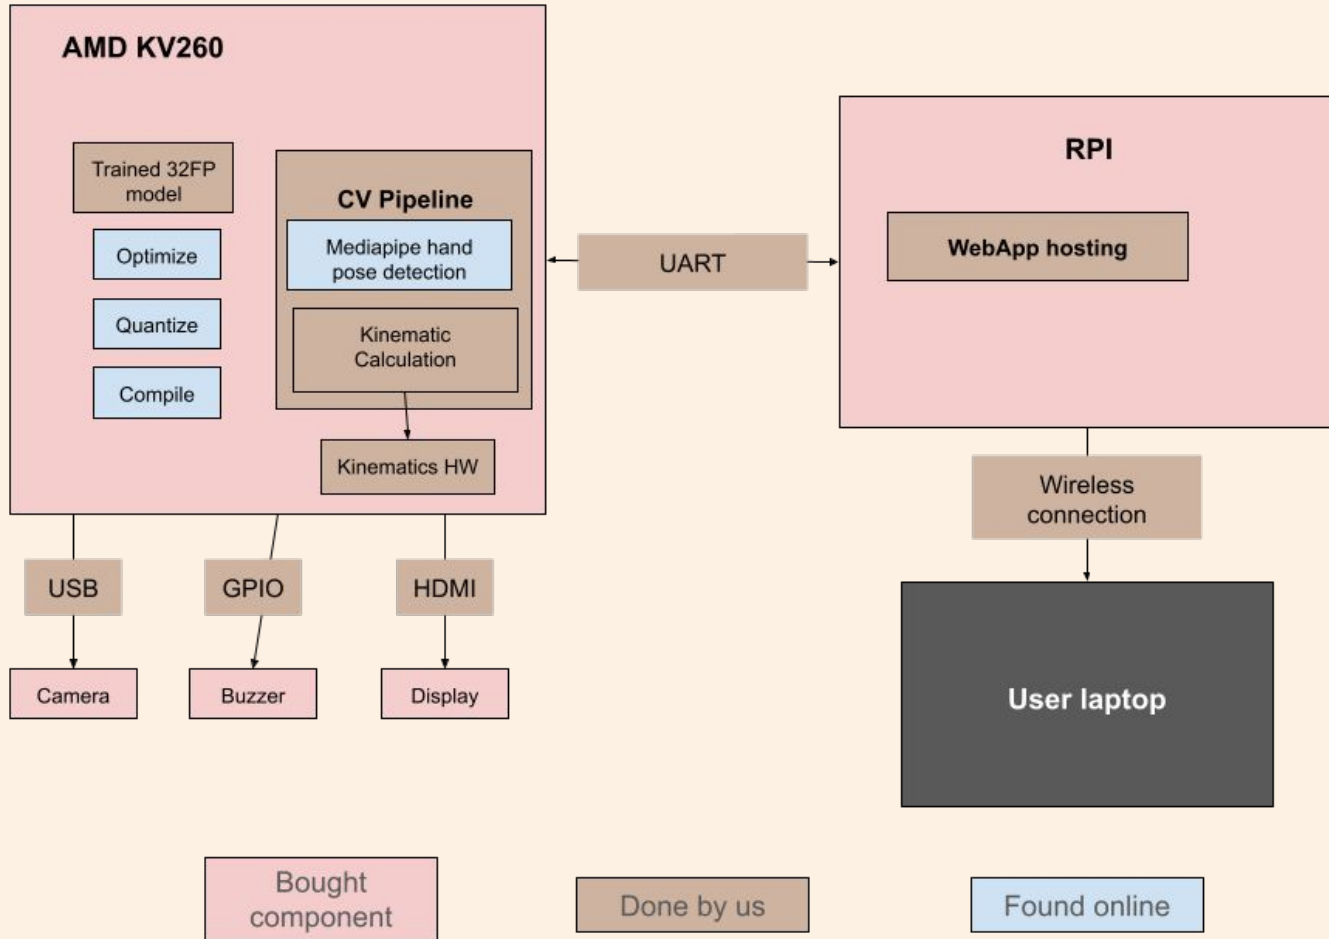 AMD KV260
Trained 32FP
model
Optimize
Quantize
Compile
CV Pipeline
Mediapipe hand
pose detection
Kinematic
Calculation
Kinematics HW
UART
RPI
WebApp hosting
Wireless
connection
USB
GPIO
HDMI
Camera
Buzzer
Display
User laptop
Bought
component
Done by us
Found online